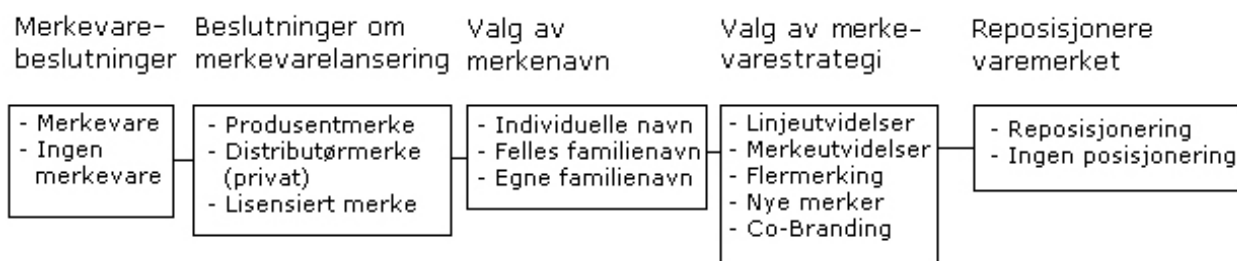 Merkevare-
beslutninger
Beslutninger om
merkevarelansering
Valg av
merkenavn
Valg av merke-
varestrategi
Reposisjonere
varemerket
- Merkevare
- Ingen
merkevare
- Produsentmerke
- Distributørmerke
(privat)
- Lisensiert merke
- Individuelle navn
- Felles familienavn
- Egne familienavn
- Linjeutvidelser
- Merkeutvidelser
- Flermerking
- Nye merker
- Co-Branding
- Reposisjonering
- Ingen posisjonering